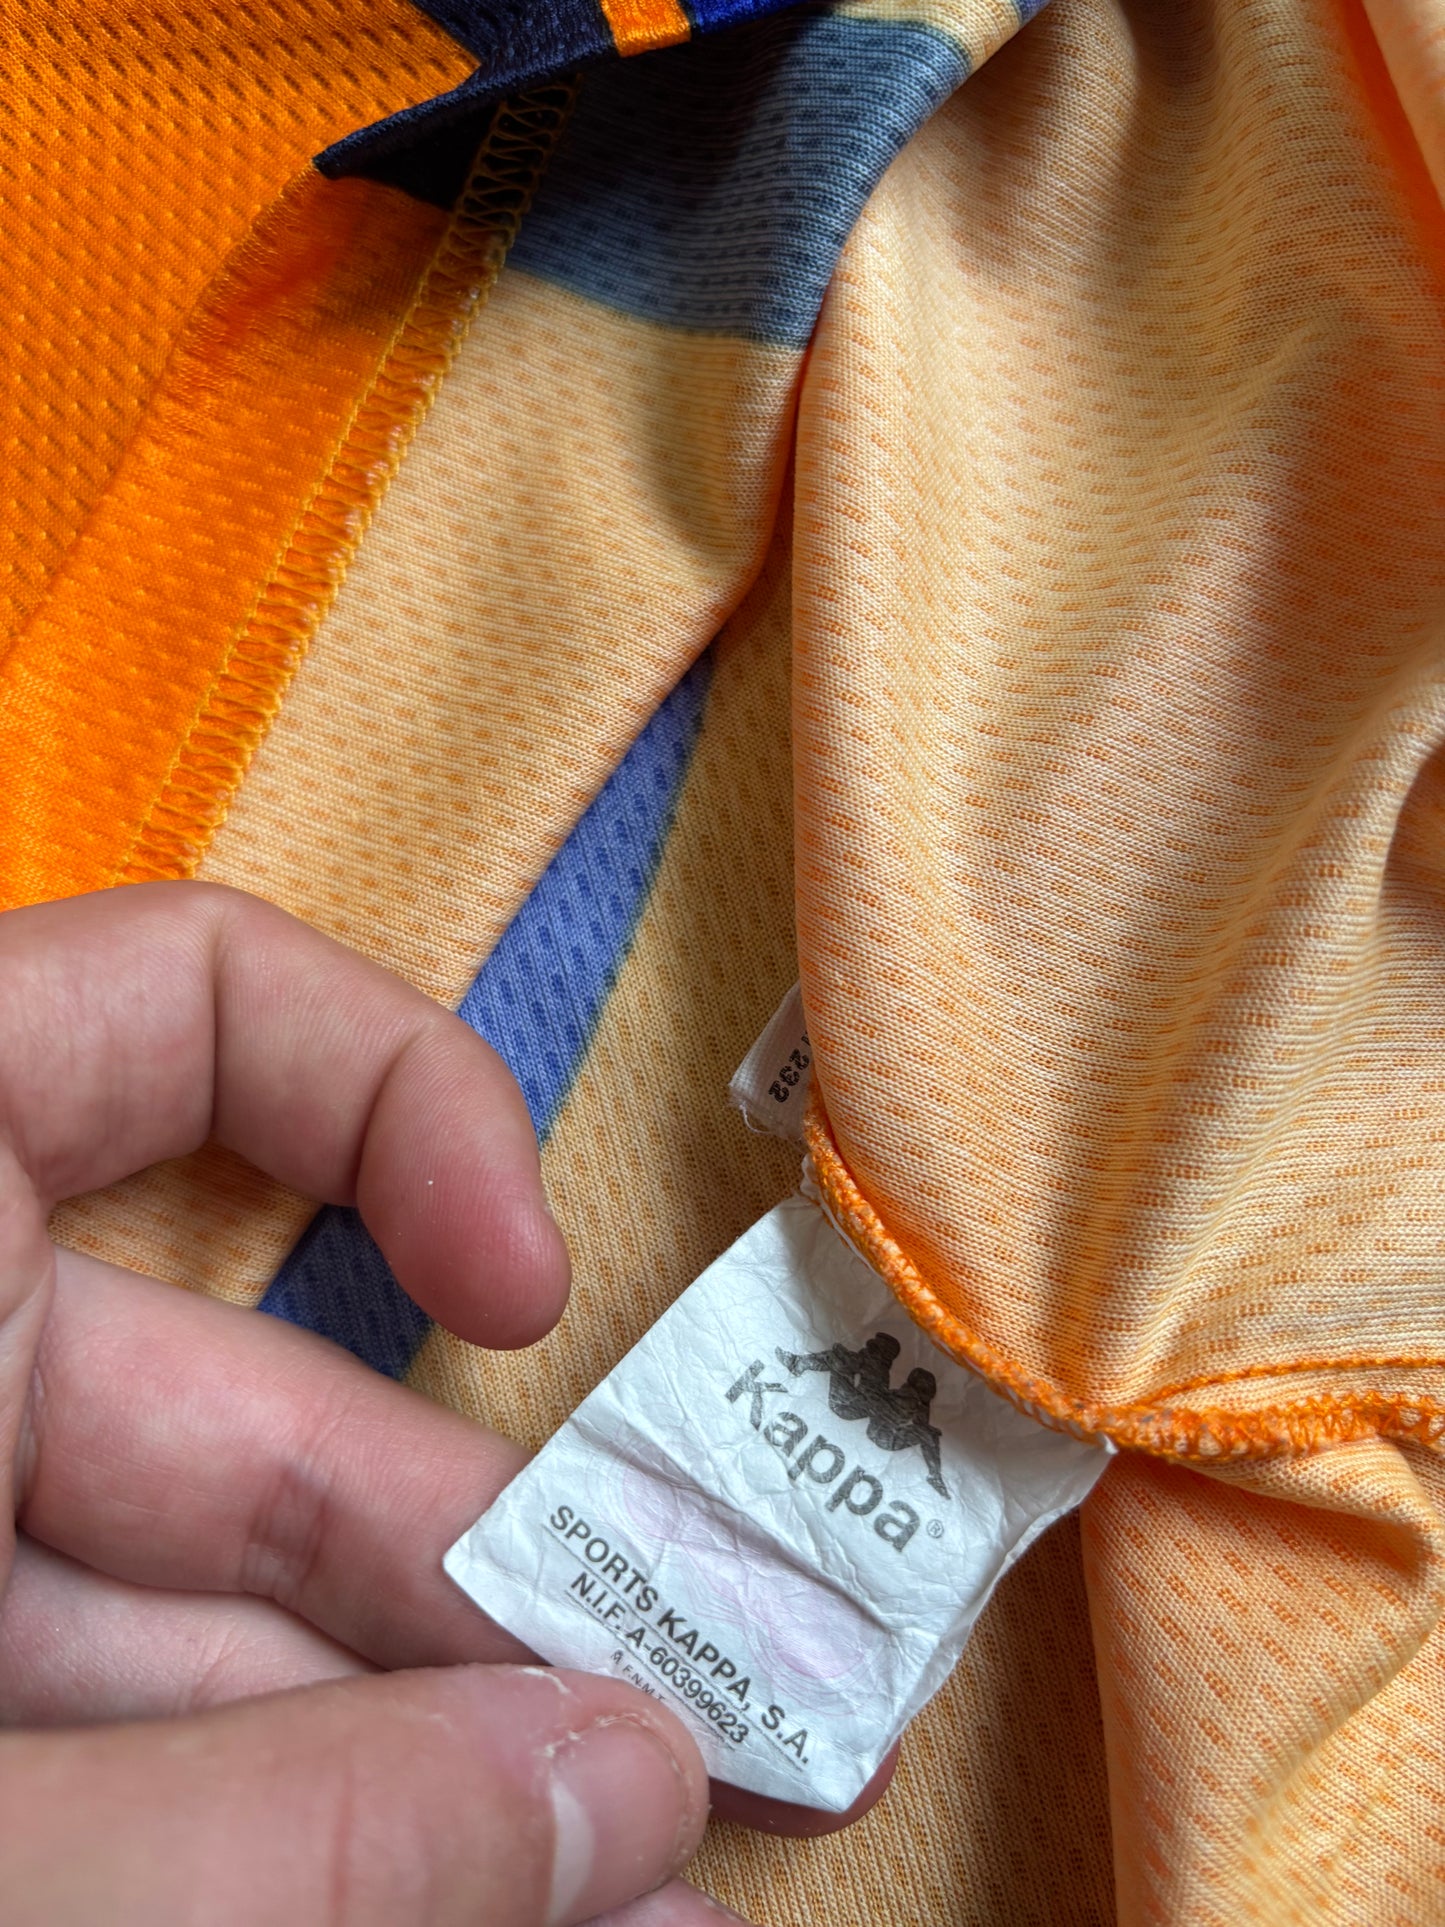 Kappa®
SPORTS KAPPA, S.A.
N.I.F. A-60399623
F.N.M.T.